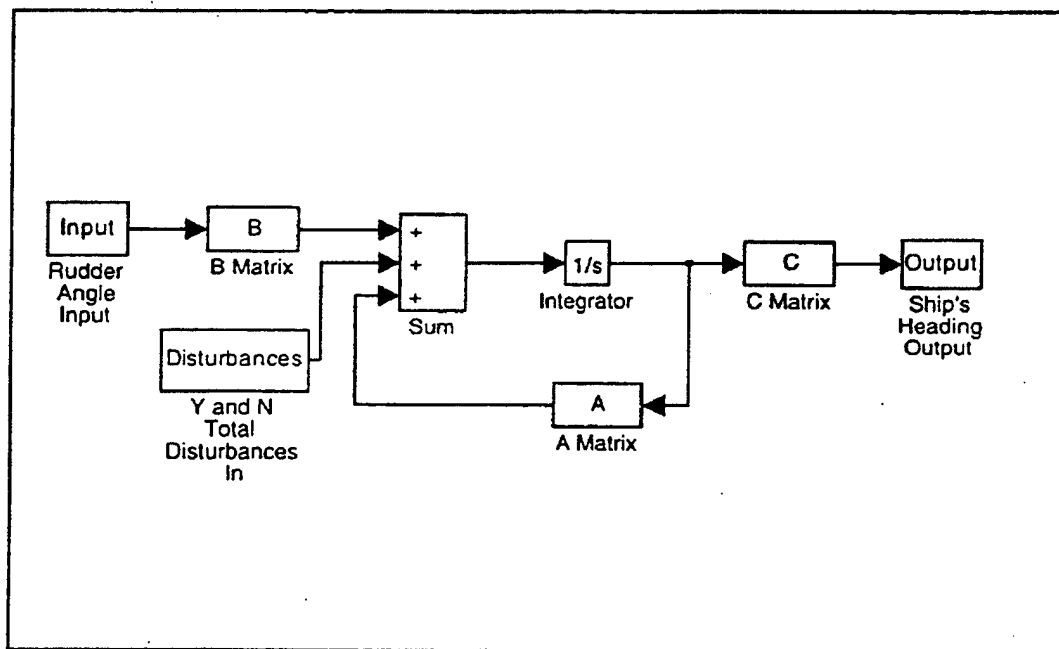 Input
Rudder
Angle
Input
B
B Matrix
+
+
+
Sum
Disturbances
Y and N
Total
Disturbances
In
1/s
Integrator
A
A Matrix
C
C Matrix
Output
Ship's
Heading
Output